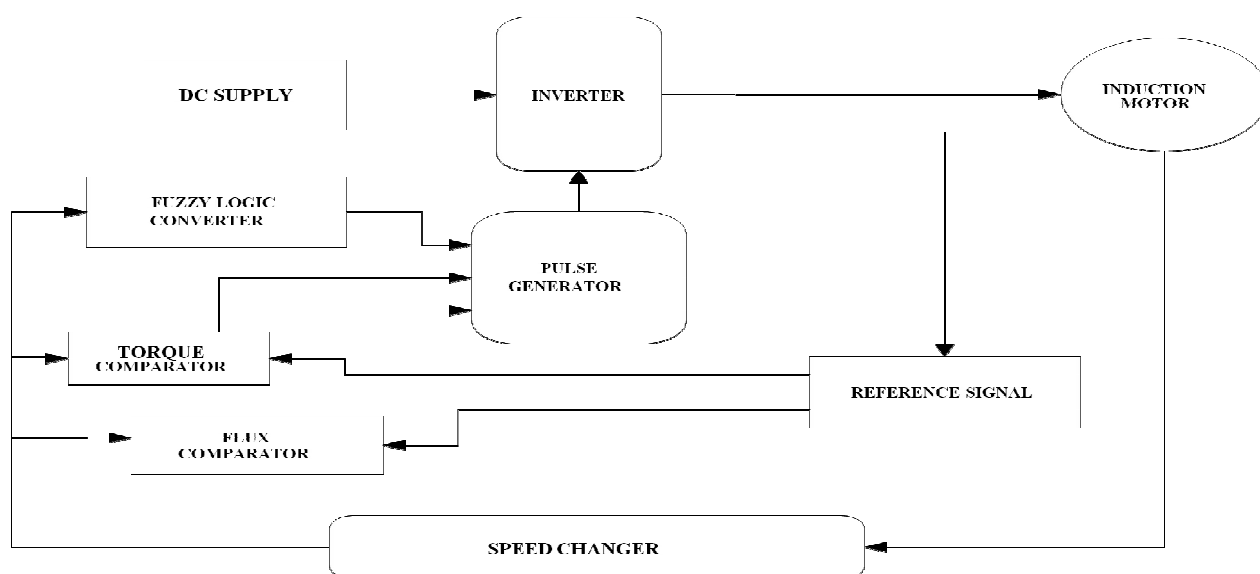 DC SUPPLY
INVERTER
INDUCTION
MOTOR
FUZZY LOGIC
CONVERTER
PULSE
GENERATOR
TORQUE
COMPARATOR
REFERENCE SIGNAL
FLUX
COMPARATOR
SPEED CHANGER